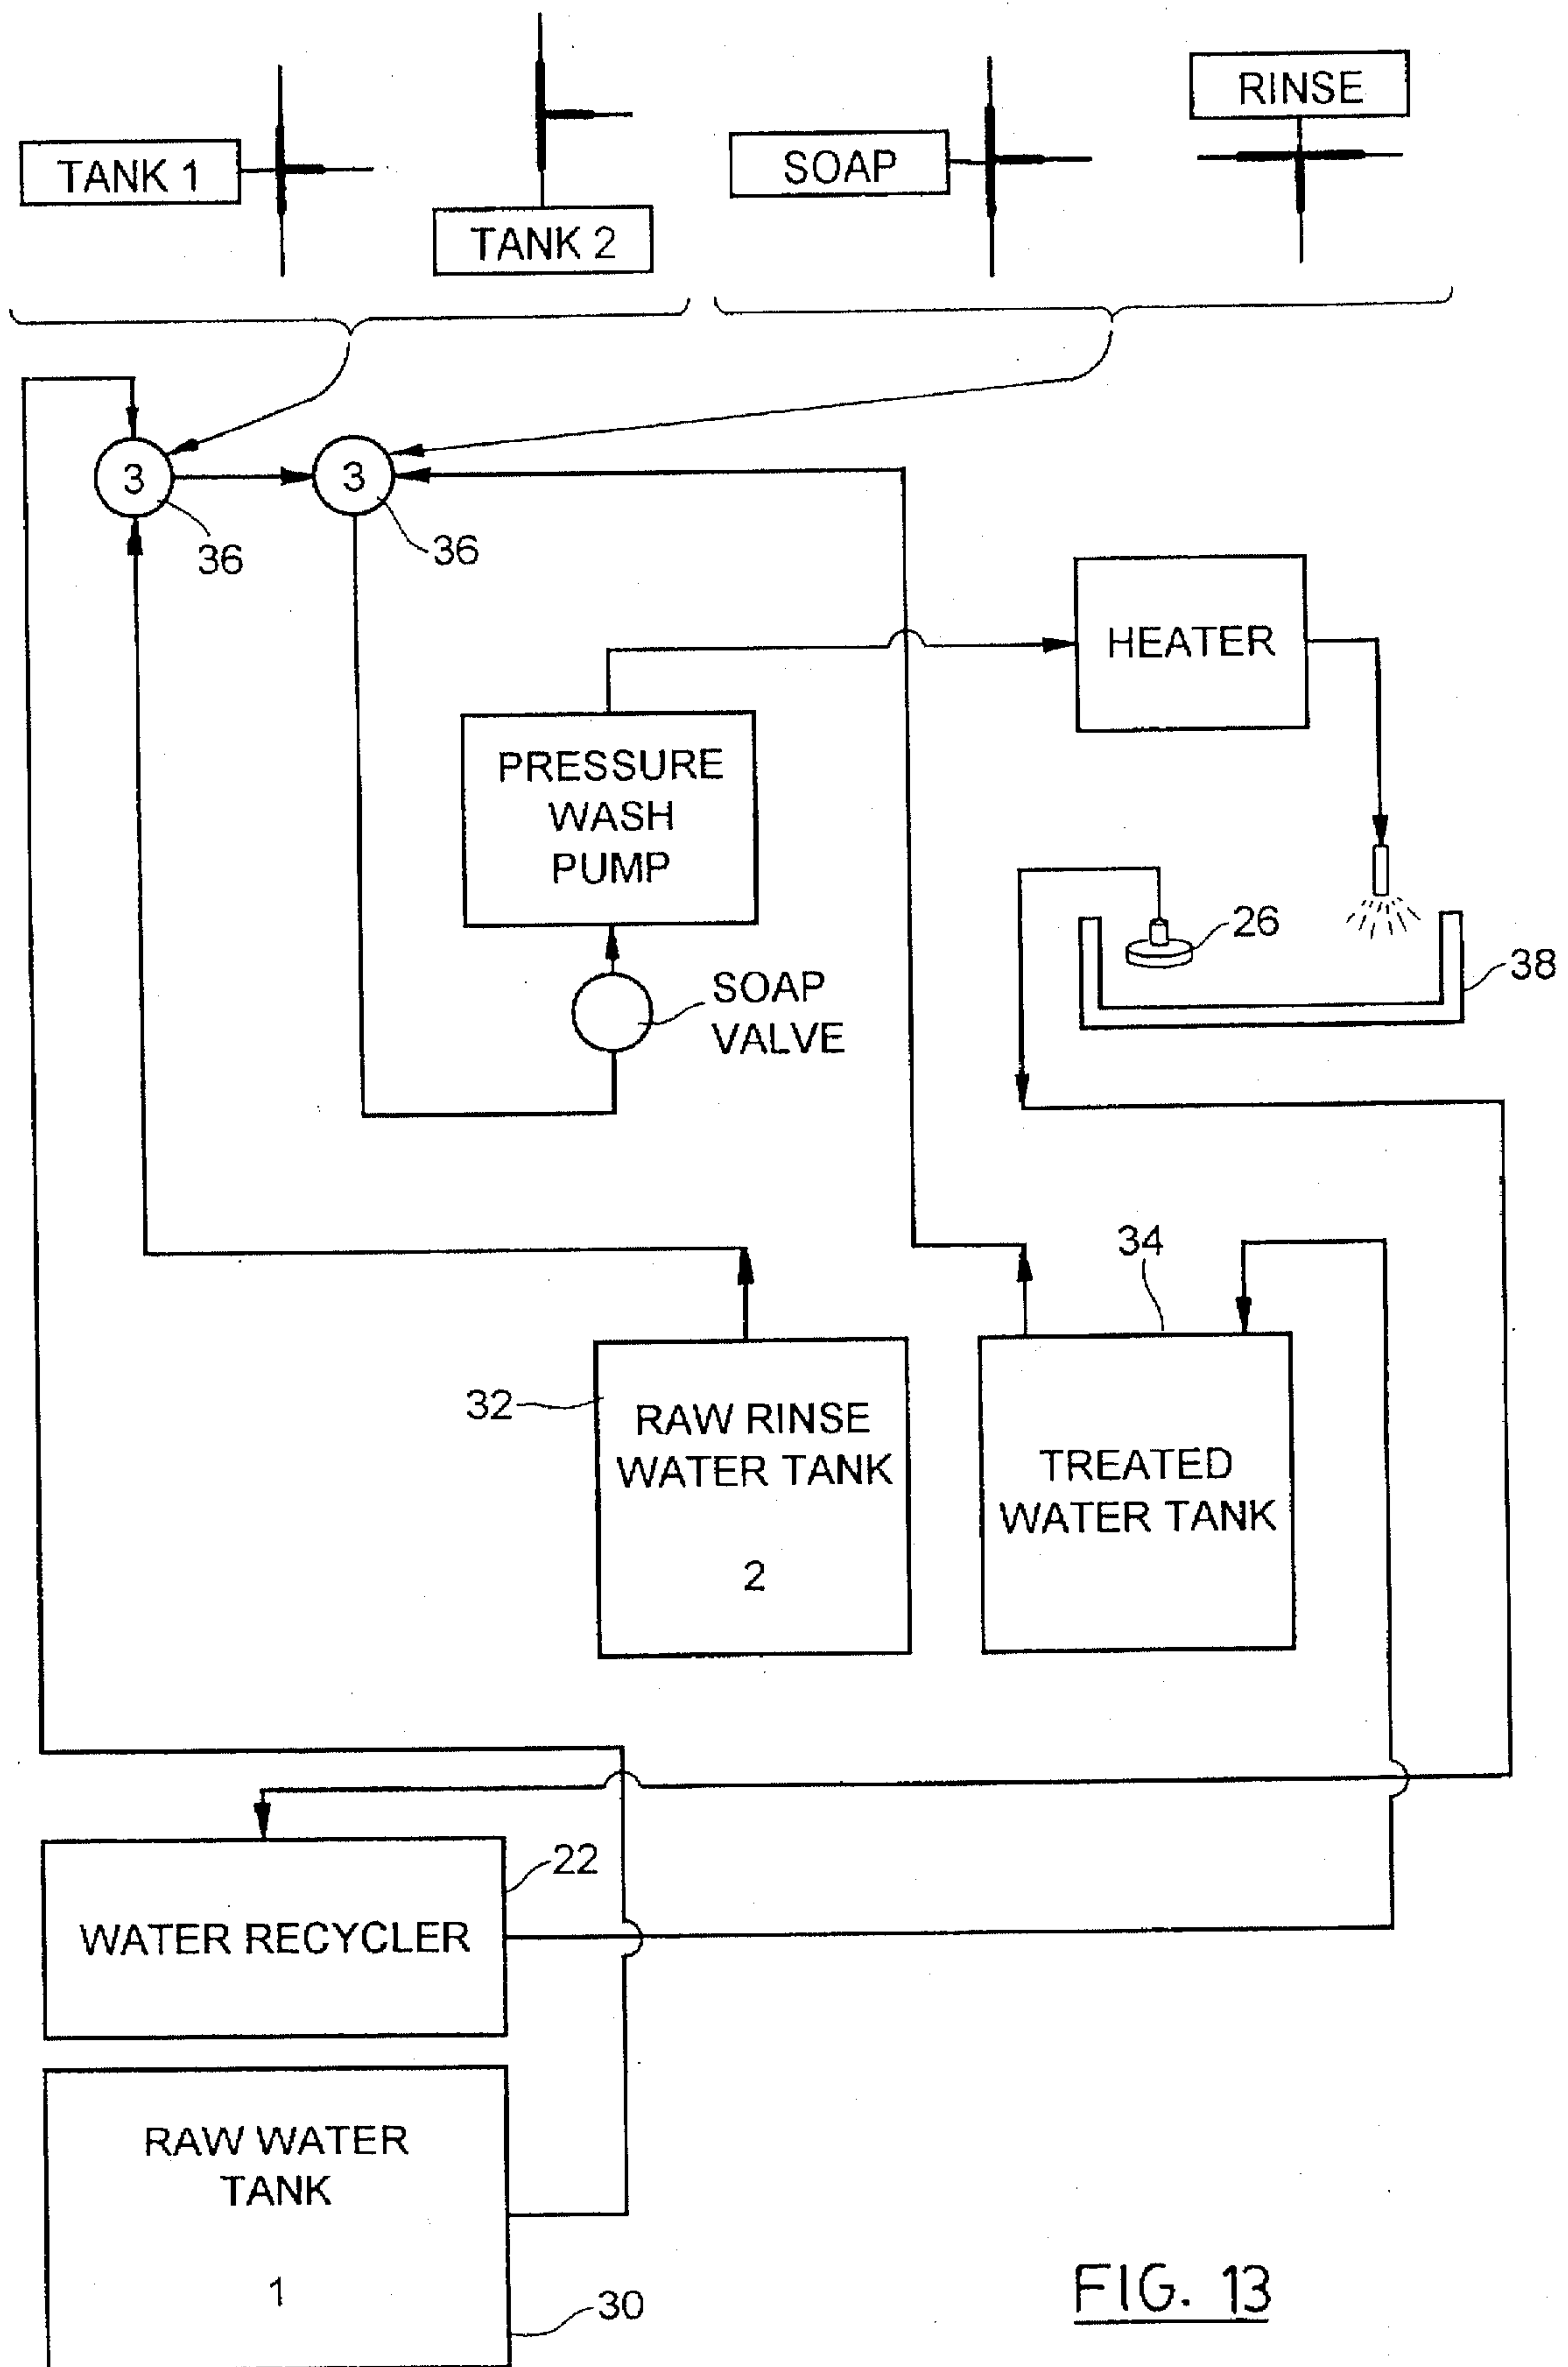 RINSE
TANK 1
SOAP
TANK 2
3
3
36
36
HEATER
PRESSURE
WASH
PUMP
26
38
SOAP
VALVE
34
32
RAW RINSE
WATER TANK
2
TREATED
WATER TANK
22
WATER RECYCLER
RAW WATER
TANK
1
30
FIG. 13